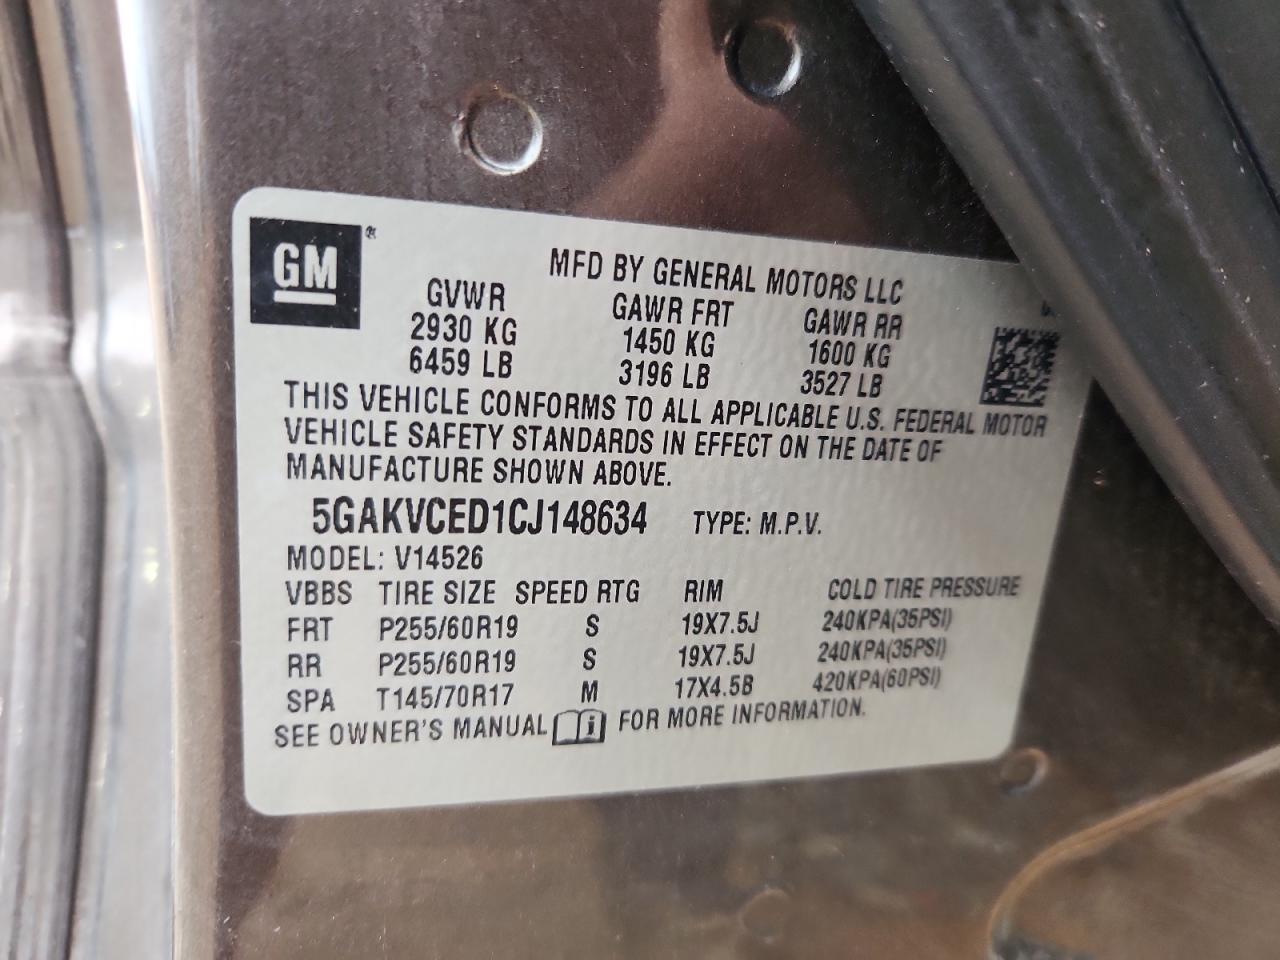 GM ®
MFD BY GENERAL MOTORS LLC
GVWR GAWR FRT GAWR RR
2930 KG 1450 KG 1600 KG
6459 LB 3196 LB 3527 LB
THIS VEHICLE CONFORMS TO ALL APPLICABLE U.S. FEDERAL MOTOR
VEHICLE SAFETY STANDARDS IN EFFECT ON THE DATE OF
MANUFACTURE SHOWN ABOVE.
5GAKVCED1CJ148634 TYPE: M.P.V.
MODEL: V14526
VBBS TIRE SIZE SPEED RTG RIM COLD TIRE PRESSURE
FRT P255/60R19 S 19X7.5J 240KPA(35PSI)
RR P255/60R19 S 19X7.5J 240KPA(35PSI)
SPA T145/70R17 M 17X4.5B 420KPA(60PSI)
SEE OWNER'S MANUAL i FOR MORE INFORMATION.